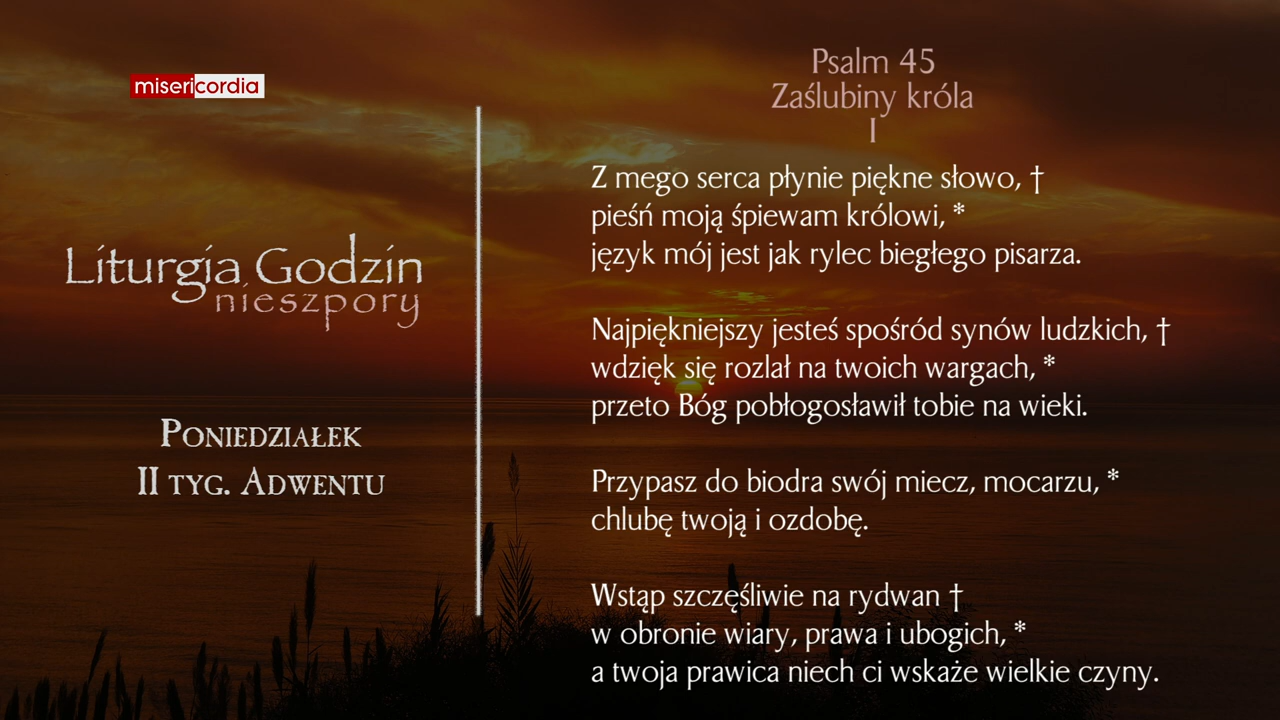 misericordia
Liturgia Godzin
nieszpory
Poniedziałek
II tyg. Adwentu
Psalm 45
Zaślubiny króla
I
Z mego serca płynie piękne słowo, †
pieśń moją śpiewam królowi, *
język mój jest jak rylec biegłego pisarza.
Najpiękniejszy jesteś spośród synów ludzkich, †
wdzięk się rozlał na twoich wargach, *
przeto Bóg pobłogosławił tobie na wieki.
Przypasz do biodra swój miecz, mocarzu, *
chlubę twoją i ozdobę.
Wstąp szczęśliwie na rydwan †
w obronie wiary, prawa i ubogich, *
a twoja prawica niech ci wskaże wielkie czyny.